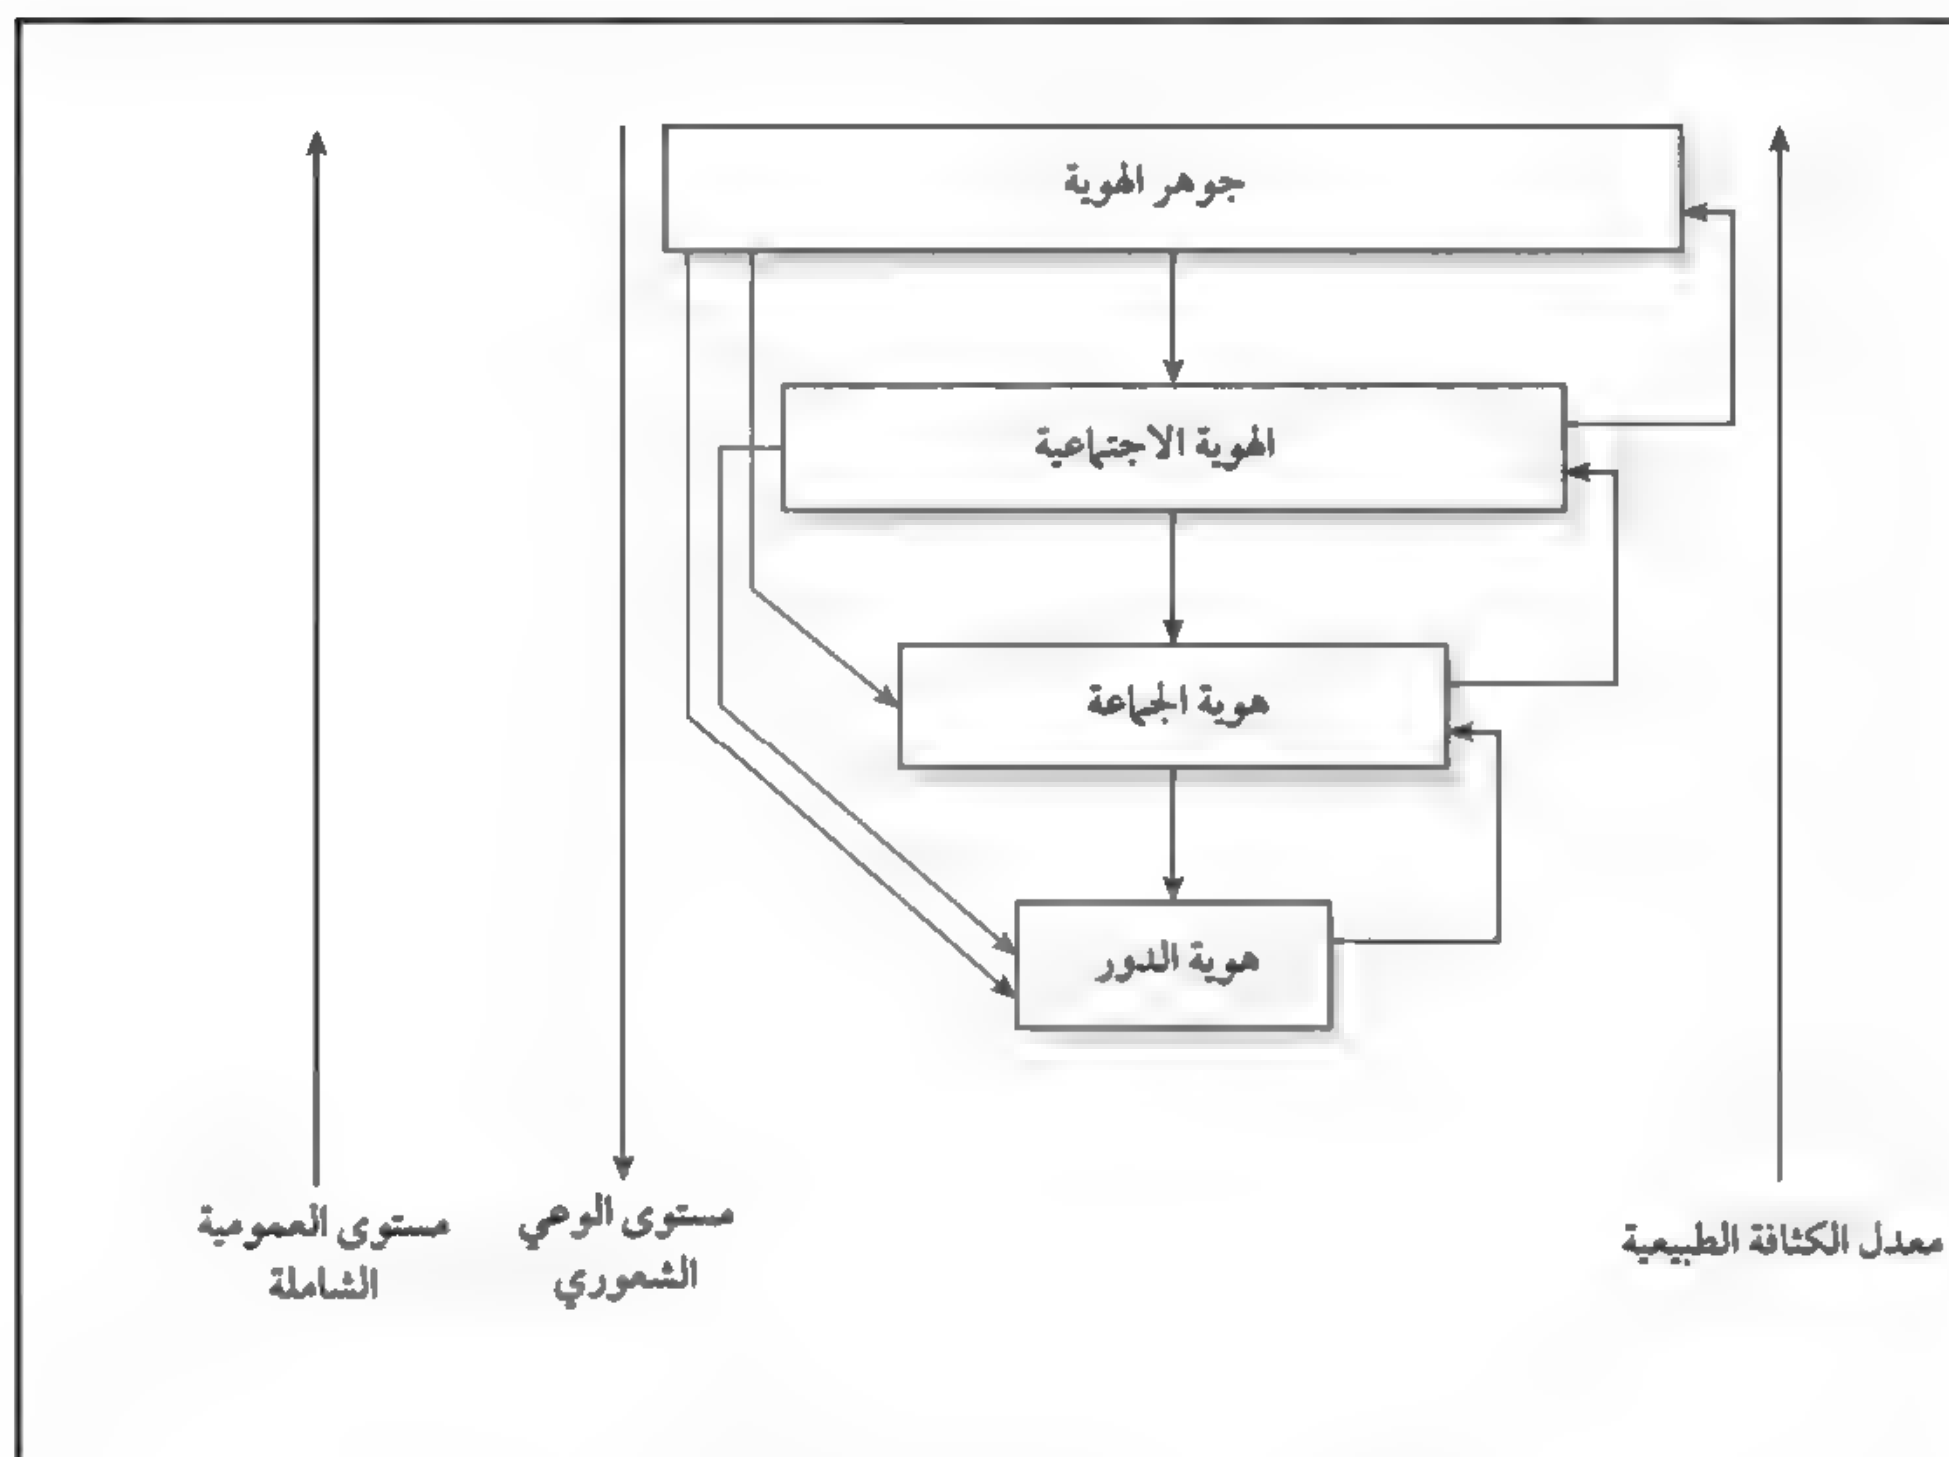 جوهر الهوية
الهوية الاجتماعية
هوية الجماعة
هوية الدور
معدل الكثافة الطبيعية
مستوى الوعي
الشعوري
مستوى العمومية
الشاملة